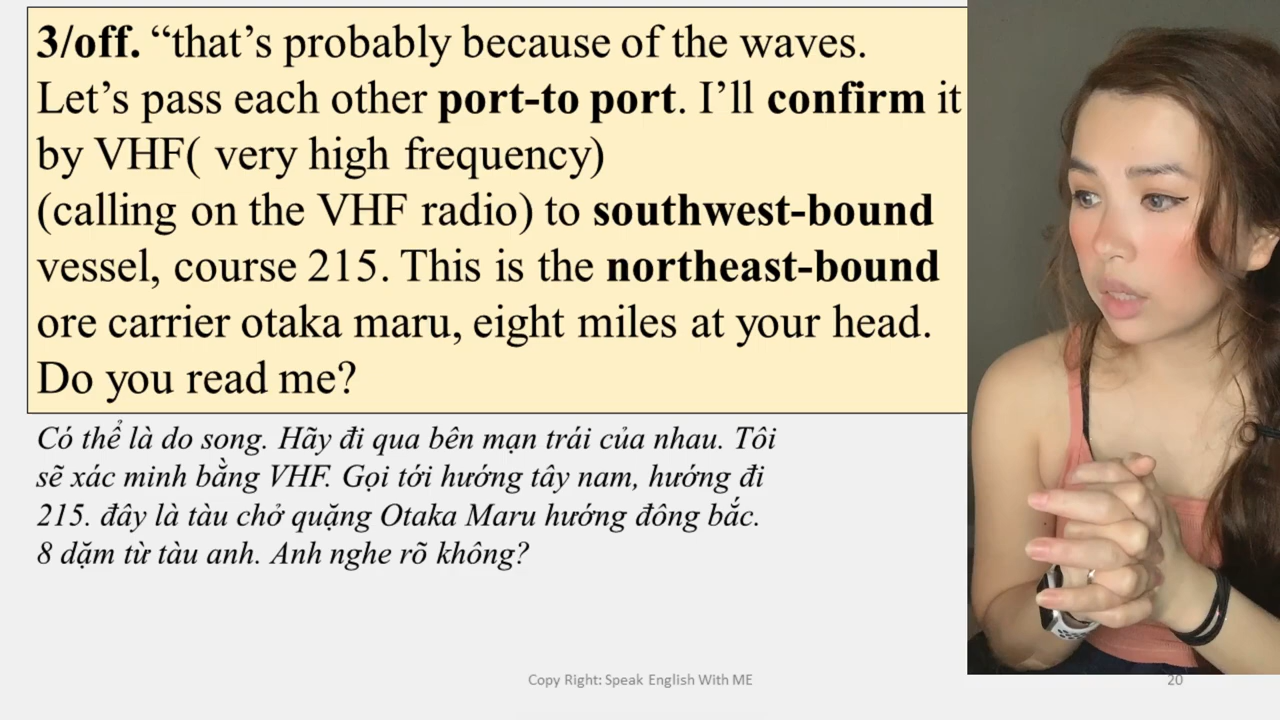 3/off. “that’s probably because of the waves.
Let’s pass each other port-to port. I’ll confirm it
by VHF( very high frequency)
(calling on the VHF radio) to southwest-bound
vessel, course 215. This is the northeast-bound
ore carrier otaka maru, eight miles at your head.
Do you read me?
Có thể là do song. Hãy đi qua bên mạn trái của nhau. Tôi
sẽ xác minh bằng VHF. Gọi tới hướng tây nam, hướng đi
215. đây là tàu chở quặng Otaka Maru hướng đông bắc.
8 dặm từ tàu anh. Anh nghe rõ không?
Copy Right: Speak English With ME
20